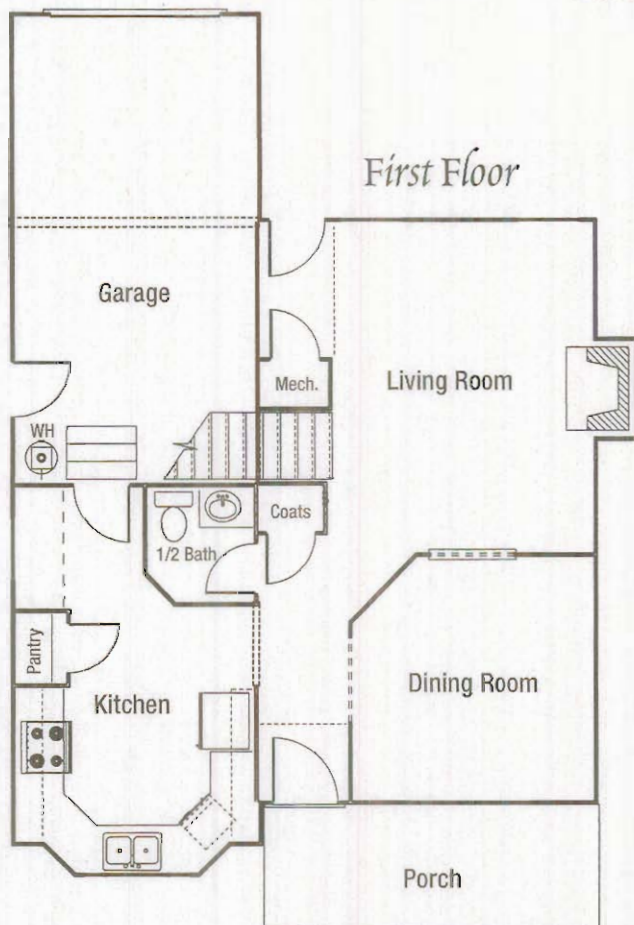 First Floor
Garage
Mech.
Living Room
WH
Coats
1/2 Bath
Pantry
Dining Room
Kitchen
Porch